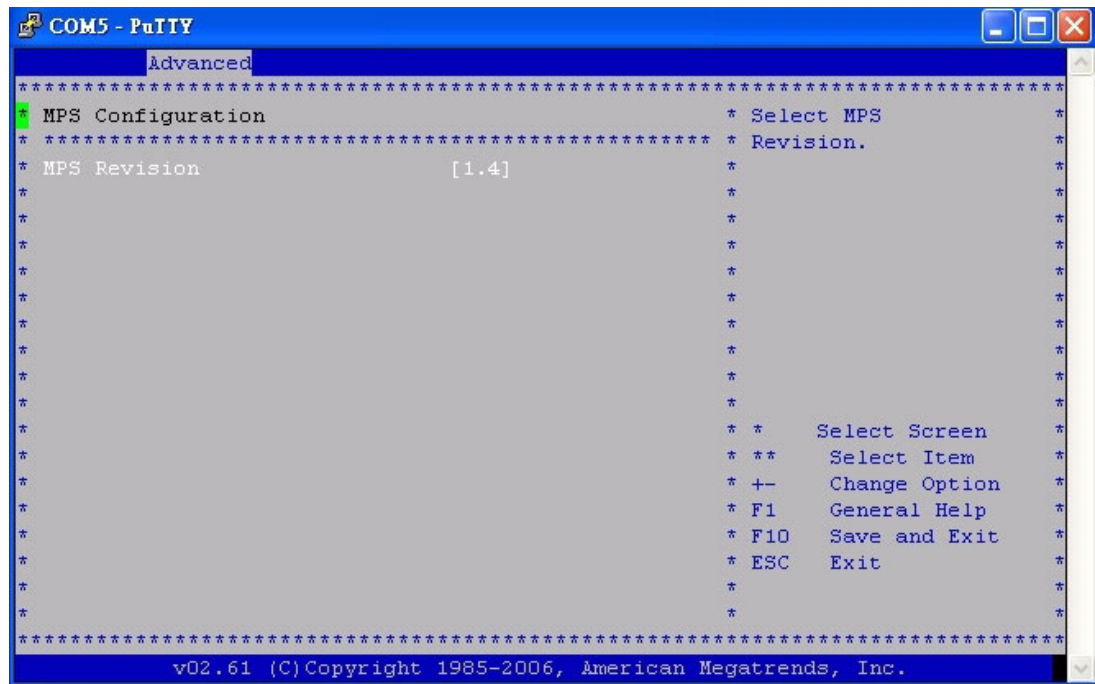 COM5 - PuTTY
Advanced
********************************************************************************
* MPS Configuration * Select MPS *
* *************************************************** * Revision. *
* MPS Revision [1.4] * *
* * *
* * *
* * *
* * *
* * *
* * *
* * *
* * *
* * *
* * * Select Screen *
* * ** Select Item *
* * +- Change Option *
* * F1 General Help *
* * F10 Save and Exit *
* * ESC Exit *
* * *
* * *
********************************************************************************
v02.61 (C)Copyright 1985-2006, American Megatrends, Inc.